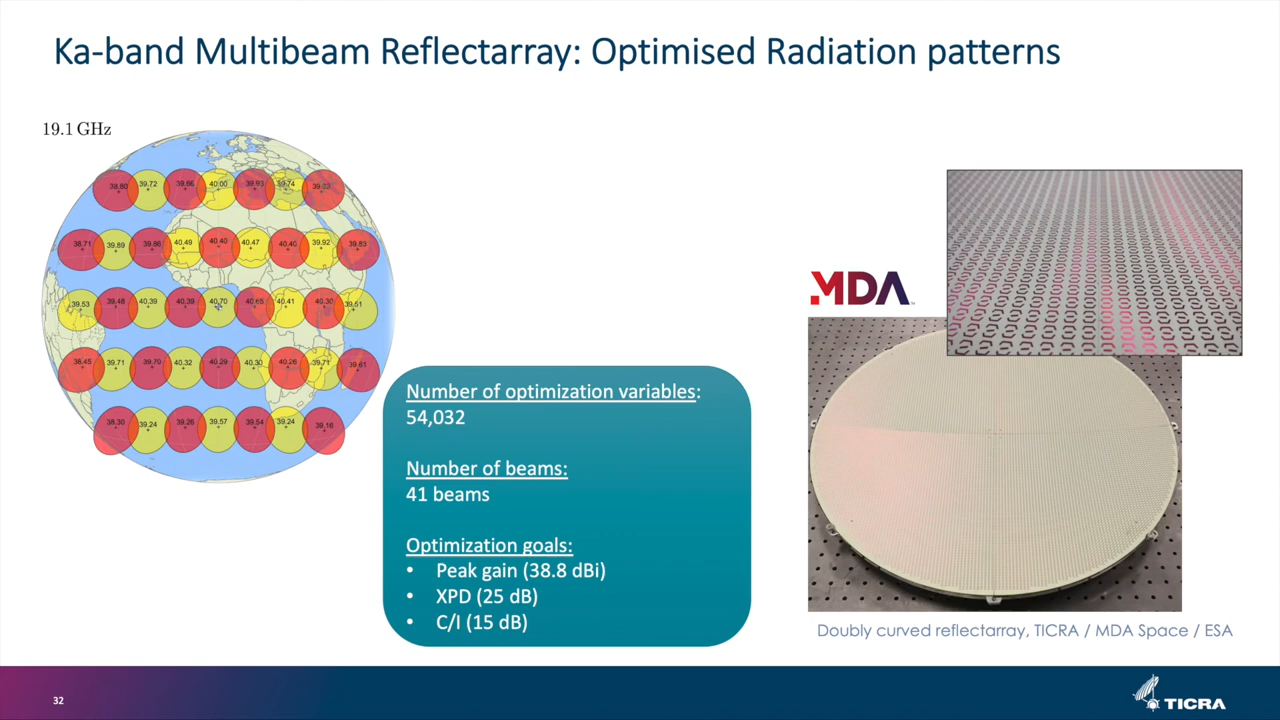 Ka-band Multibeam Reflectarray: Optimised Radiation patterns
19.1 GHz
39.80 39.72 39.66 40.00 39.93 39.74
38.71 39.89 39.86 40.49 40.40 40.47 40.40 39.92 39.83
39.53 39.48 40.39 40.39 40.70 40.65 40.41 40.30 39.51
38.45 39.71 39.70 40.32 40.29 40.30 40.26 39.71 39.61
38.30 39.24 39.26 39.57 39.54 39.24 39.16
Number of optimization variables:
54,032
Number of beams:
41 beams
Optimization goals:
• Peak gain (38.8 dBi)
• XPD (25 dB)
• C/I (15 dB)
MDA
Doubly curved reflectarray, TICRA / MDA Space / ESA
32
TICRA